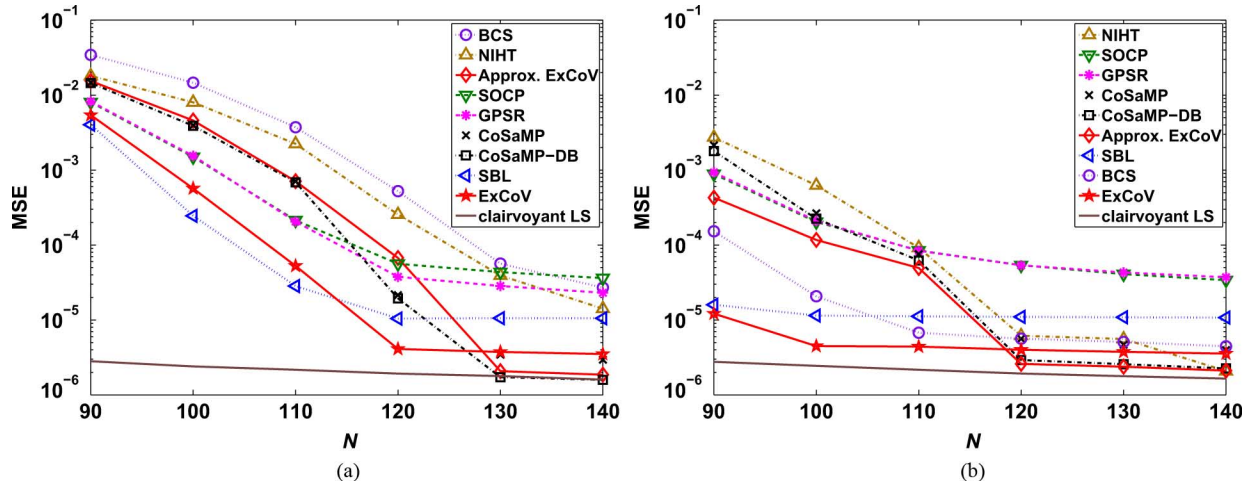 10⁻¹
10⁻²
10⁻³
10⁻⁴
10⁻⁵
10⁻⁶
MSE
90 100 110 120 130 140
N
BCS
NIHT
Approx. ExCoV
SOCP
GPSR
CoSaMP
CoSaMP−DB
SBL
ExCoV
clairvoyant LS
(a)
10⁻¹
10⁻²
10⁻³
10⁻⁴
10⁻⁵
10⁻⁶
MSE
90 100 110 120 130 140
N
NIHT
SOCP
GPSR
CoSaMP
CoSaMP−DB
Approx. ExCoV
SBL
BCS
ExCoV
clairvoyant LS
(b)